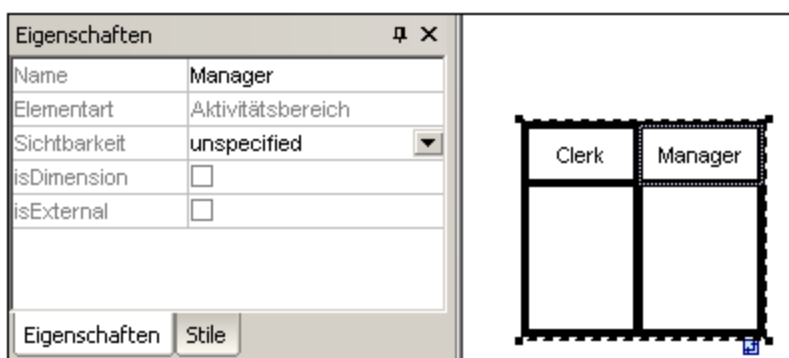 Eigenschaften
Name Manager
Elementart Aktivitätsbereich
Sichtbarkeit unspecified
isDimension
isExternal
Eigenschaften Stile
Clerk Manager